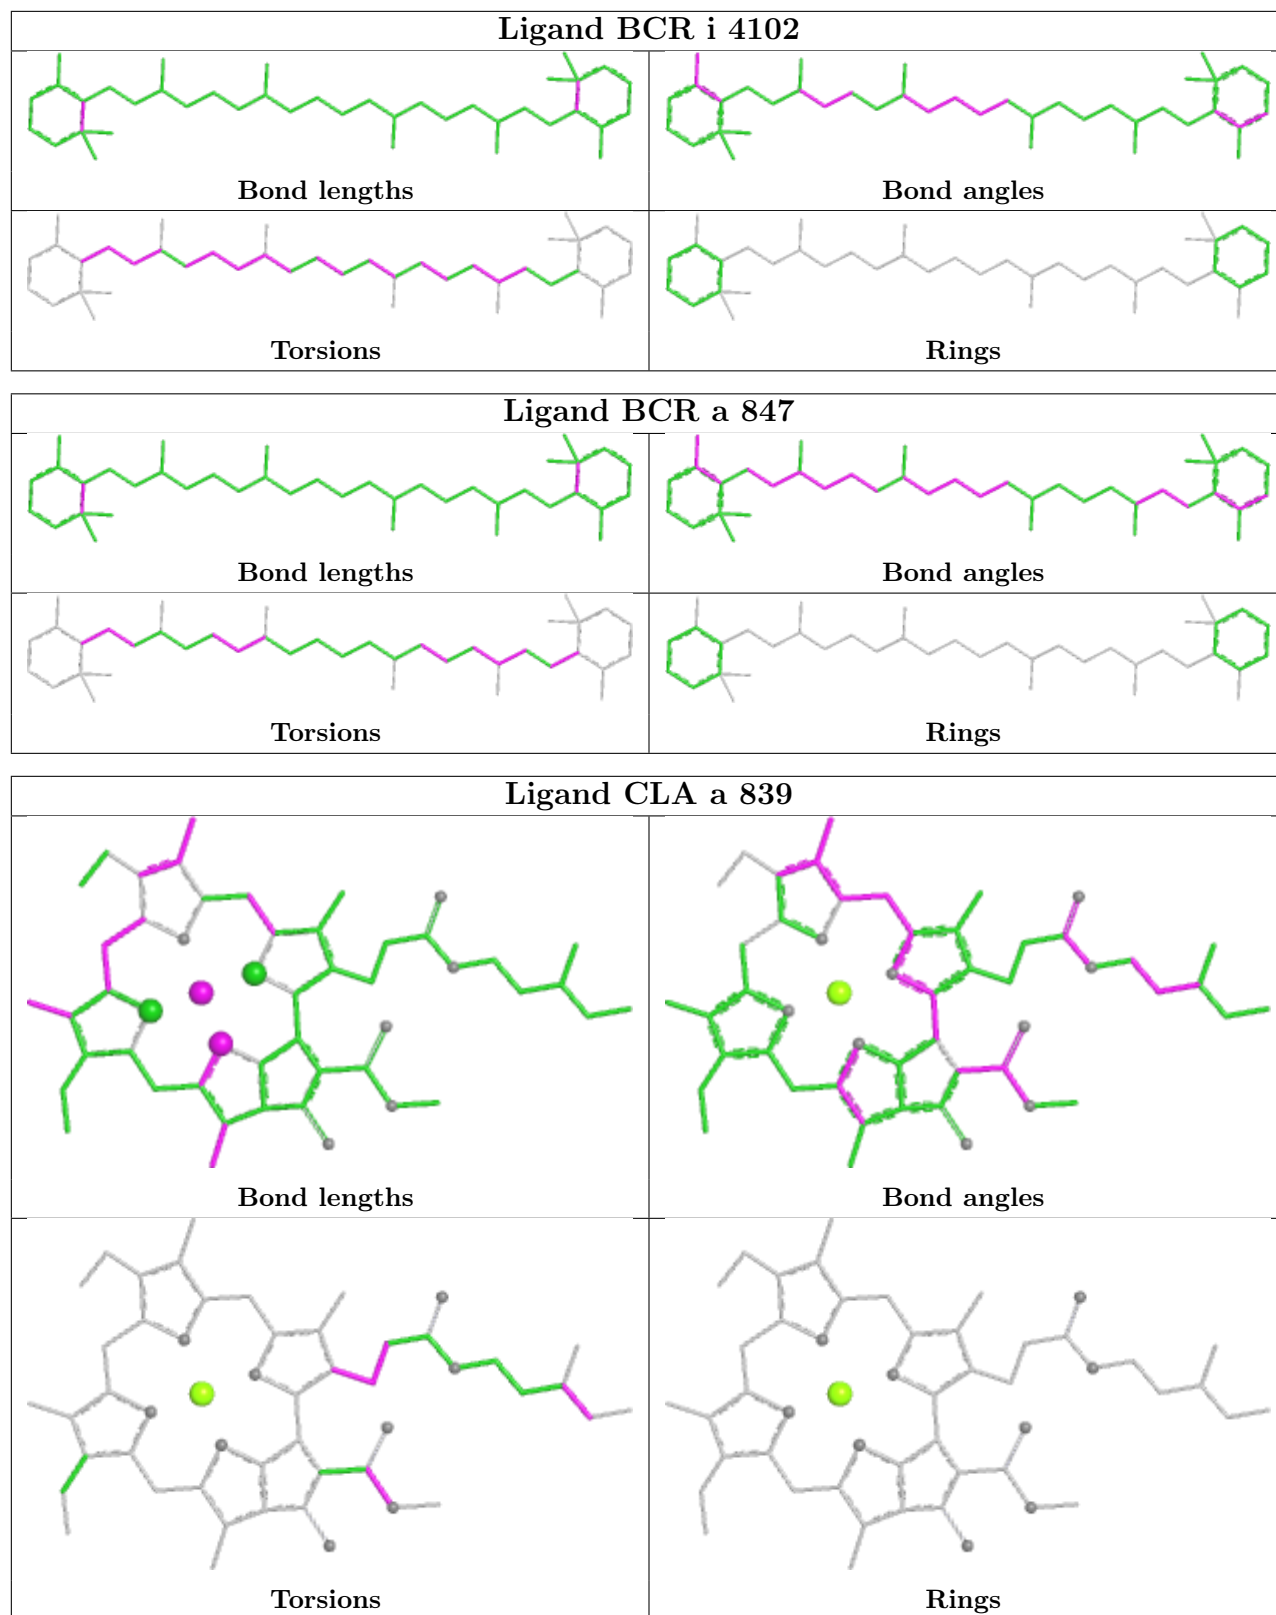 Ligand BCR i 4102
Bond lengths
Bond angles
Torsions
Rings
Ligand BCR a 847
Bond lengths
Bond angles
Torsions
Rings
Ligand CLA a 839
Bond lengths
Bond angles
Torsions
Rings